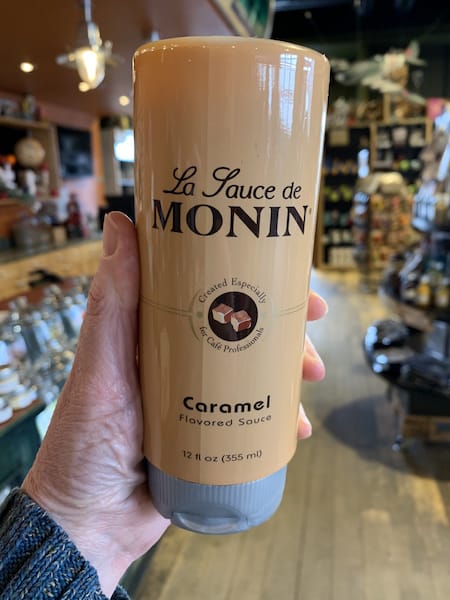 La Sauce de
MONIN®
Created Especially
for Café Professionals
Caramel
Flavored Sauce
12 fl oz (355 ml)